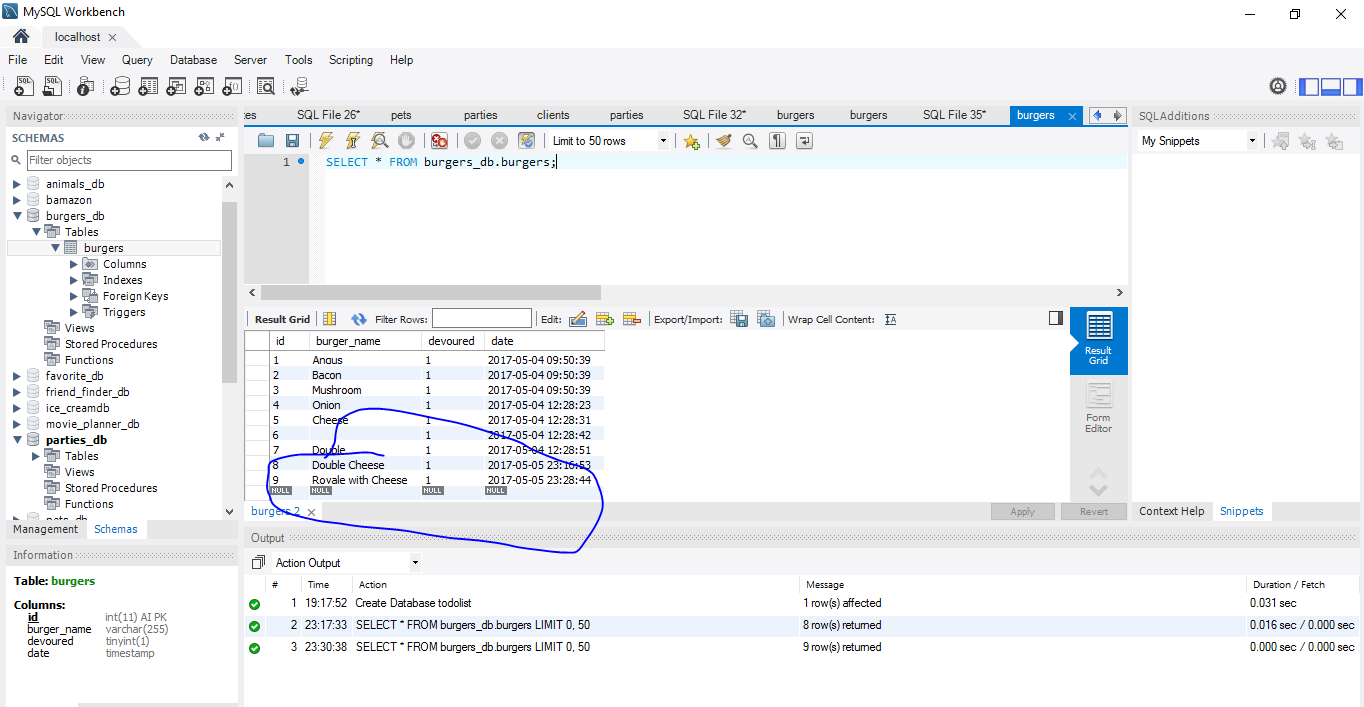 MySQL Workbench
localhost
File Edit View Query Database Server Tools Scripting Help
Navigator
SCHEMAS
Filter objects
animals_db
bamazon
burgers_db
Tables
burgers
Columns
Indexes
Foreign Keys
Triggers
Views
Stored Procedures
Functions
favorite_db
friend_finder_db
ice_creamdb
movie_planner_db
parties_db
Tables
Views
Stored Procedures
Functions
pets_db
Management Schemas
Information
Table: burgers
Columns:
id int(11) AI PK
burger_name varchar(255)
devoured tinyint(1)
date timestamp
es SQL File 26* pets parties clients parties SQL File 32* burgers burgers SQL File 35* burgers
Limit to 50 rows
1 SELECT * FROM burgers_db.burgers;
Result Grid Filter Rows: Edit: Export/Import: Wrap Cell Content:
id burger_name devoured date
1 Angus 1 2017-05-04 09:50:39
2 Bacon 1 2017-05-04 09:50:39
3 Mushroom 1 2017-05-04 09:50:39
4 Onion 1 2017-05-04 12:28:23
5 Cheese 1 2017-05-04 12:28:31
6 1 2017-05-04 12:28:42
7 Double 1 2017-05-04 12:28:51
8 Double Cheese 1 2017-05-05 23:16:53
9 Royale with Cheese 1 2017-05-05 23:28:44
NULL NULL NULL NULL
Result Grid
Form Editor
burgers 2
Apply Revert
Output
Action Output
# Time Action Message Duration / Fetch
1 19:17:52 Create Database todolist 1 row(s) affected 0.031 sec
2 23:17:33 SELECT * FROM burgers_db.burgers LIMIT 0, 50 8 row(s) returned 0.016 sec / 0.000 sec
3 23:30:38 SELECT * FROM burgers_db.burgers LIMIT 0, 50 9 row(s) returned 0.000 sec / 0.000 sec
SQLAdditions
My Snippets
Context Help Snippets